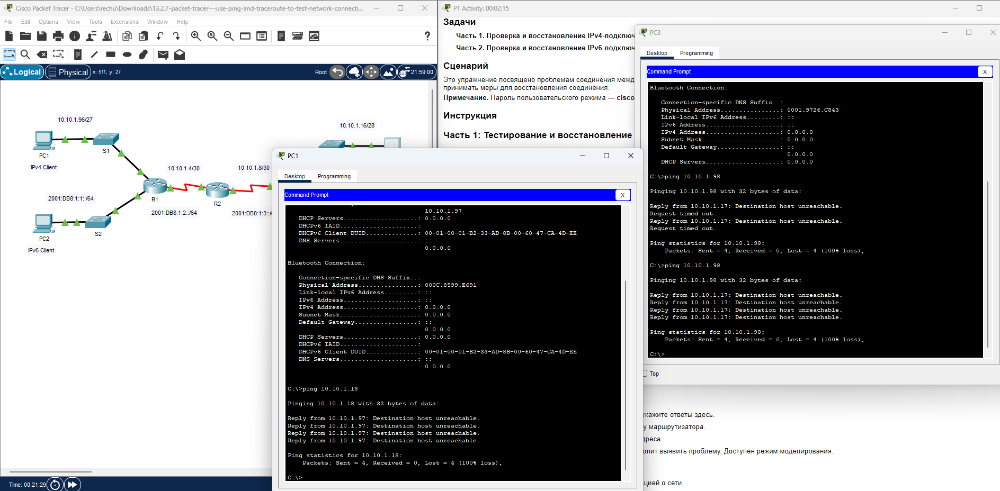 Cisco Packet Tracer - C:\Users\rechu\Downloads\13.2.7-packet-tracer---use-ping-and-traceroute-to-test-network-connecti...
File Edit Options View Tools Extensions Window Help
?
Logical Physical x: 511, y: 27 Root 21:59:00
10.10.1.96/27
10.10.1.16/28
PC1
S1
IPv4 Client
10.10.1.4/30
10.10.1.8/30
R1
R2
2001:DB8:1:1::/64
2001:DB8:1:2::/64
2001:DB8:1:3::/
PC2
S2
IPv6 Client
Time: 00:21:29
PT Activity: 00:02:15
Задачи
Часть 1. Проверка и восстановление IPv4-подключ
Часть 2. Проверка и восстановление IPv6-подключ
Сценарий
Это упражнение посвящено проблемам соединения межд
принимать меры для восстановления соединения.
Примечание. Пароль пользовательского режима — cisco
Инструкция
Часть 1: Тестирование и восстановление
укажите ответы здесь.
у маршрутизатора.
дреса.
олит выявить проблему. Доступен режим моделирования.
цией о сети.
PC1
Desktop Programming
Command Prompt X
10.10.1.97
DHCP Servers.....................: 0.0.0.0
DHCPv6 IAID......................:
DHCPv6 Client DUID...............: 00-01-00-01-B2-33-AD-8B-00-60-47-CA-4D-EE
DNS Servers......................: ::
0.0.0.0
Bluetooth Connection:
Connection-specific DNS Suffix..:
Physical Address................: 000C.8599.E691
Link-local IPv6 Address.........: ::
IPv6 Address....................: ::
IPv4 Address....................: 0.0.0.0
Subnet Mask.....................: 0.0.0.0
Default Gateway.................: ::
0.0.0.0
DHCP Servers....................: 0.0.0.0
DHCPv6 IAID.....................:
DHCPv6 Client DUID..............: 00-01-00-01-B2-33-AD-8B-00-60-47-CA-4D-EE
DNS Servers.....................: ::
0.0.0.0
C:\>ping 10.10.1.18
Pinging 10.10.1.18 with 32 bytes of data:
Reply from 10.10.1.97: Destination host unreachable.
Reply from 10.10.1.97: Destination host unreachable.
Reply from 10.10.1.97: Destination host unreachable.
Reply from 10.10.1.97: Destination host unreachable.
Ping statistics for 10.10.1.18:
Packets: Sent = 4, Received = 0, Lost = 4 (100% loss),
C:\>
PC3
Desktop Programming
Command Prompt X
Bluetooth Connection:
Connection-specific DNS Suffix..:
Physical Address................: 0001.9726.C843
Link-local IPv6 Address.........: ::
IPv6 Address....................: ::
IPv4 Address....................: 0.0.0.0
Subnet Mask.....................: 0.0.0.0
Default Gateway.................: ::
0.0.0.0
DHCP Servers....................: 0.0.0.0
C:\>ping 10.10.1.98
Pinging 10.10.1.98 with 32 bytes of data:
Reply from 10.10.1.17: Destination host unreachable.
Request timed out.
Reply from 10.10.1.17: Destination host unreachable.
Request timed out.
Ping statistics for 10.10.1.98:
Packets: Sent = 4, Received = 0, Lost = 4 (100% loss),
C:\>ping 10.10.1.98
Pinging 10.10.1.98 with 32 bytes of data:
Reply from 10.10.1.17: Destination host unreachable.
Reply from 10.10.1.17: Destination host unreachable.
Reply from 10.10.1.17: Destination host unreachable.
Reply from 10.10.1.17: Destination host unreachable.
Ping statistics for 10.10.1.98:
Packets: Sent = 4, Received = 0, Lost = 4 (100% loss),
C:\>
Top